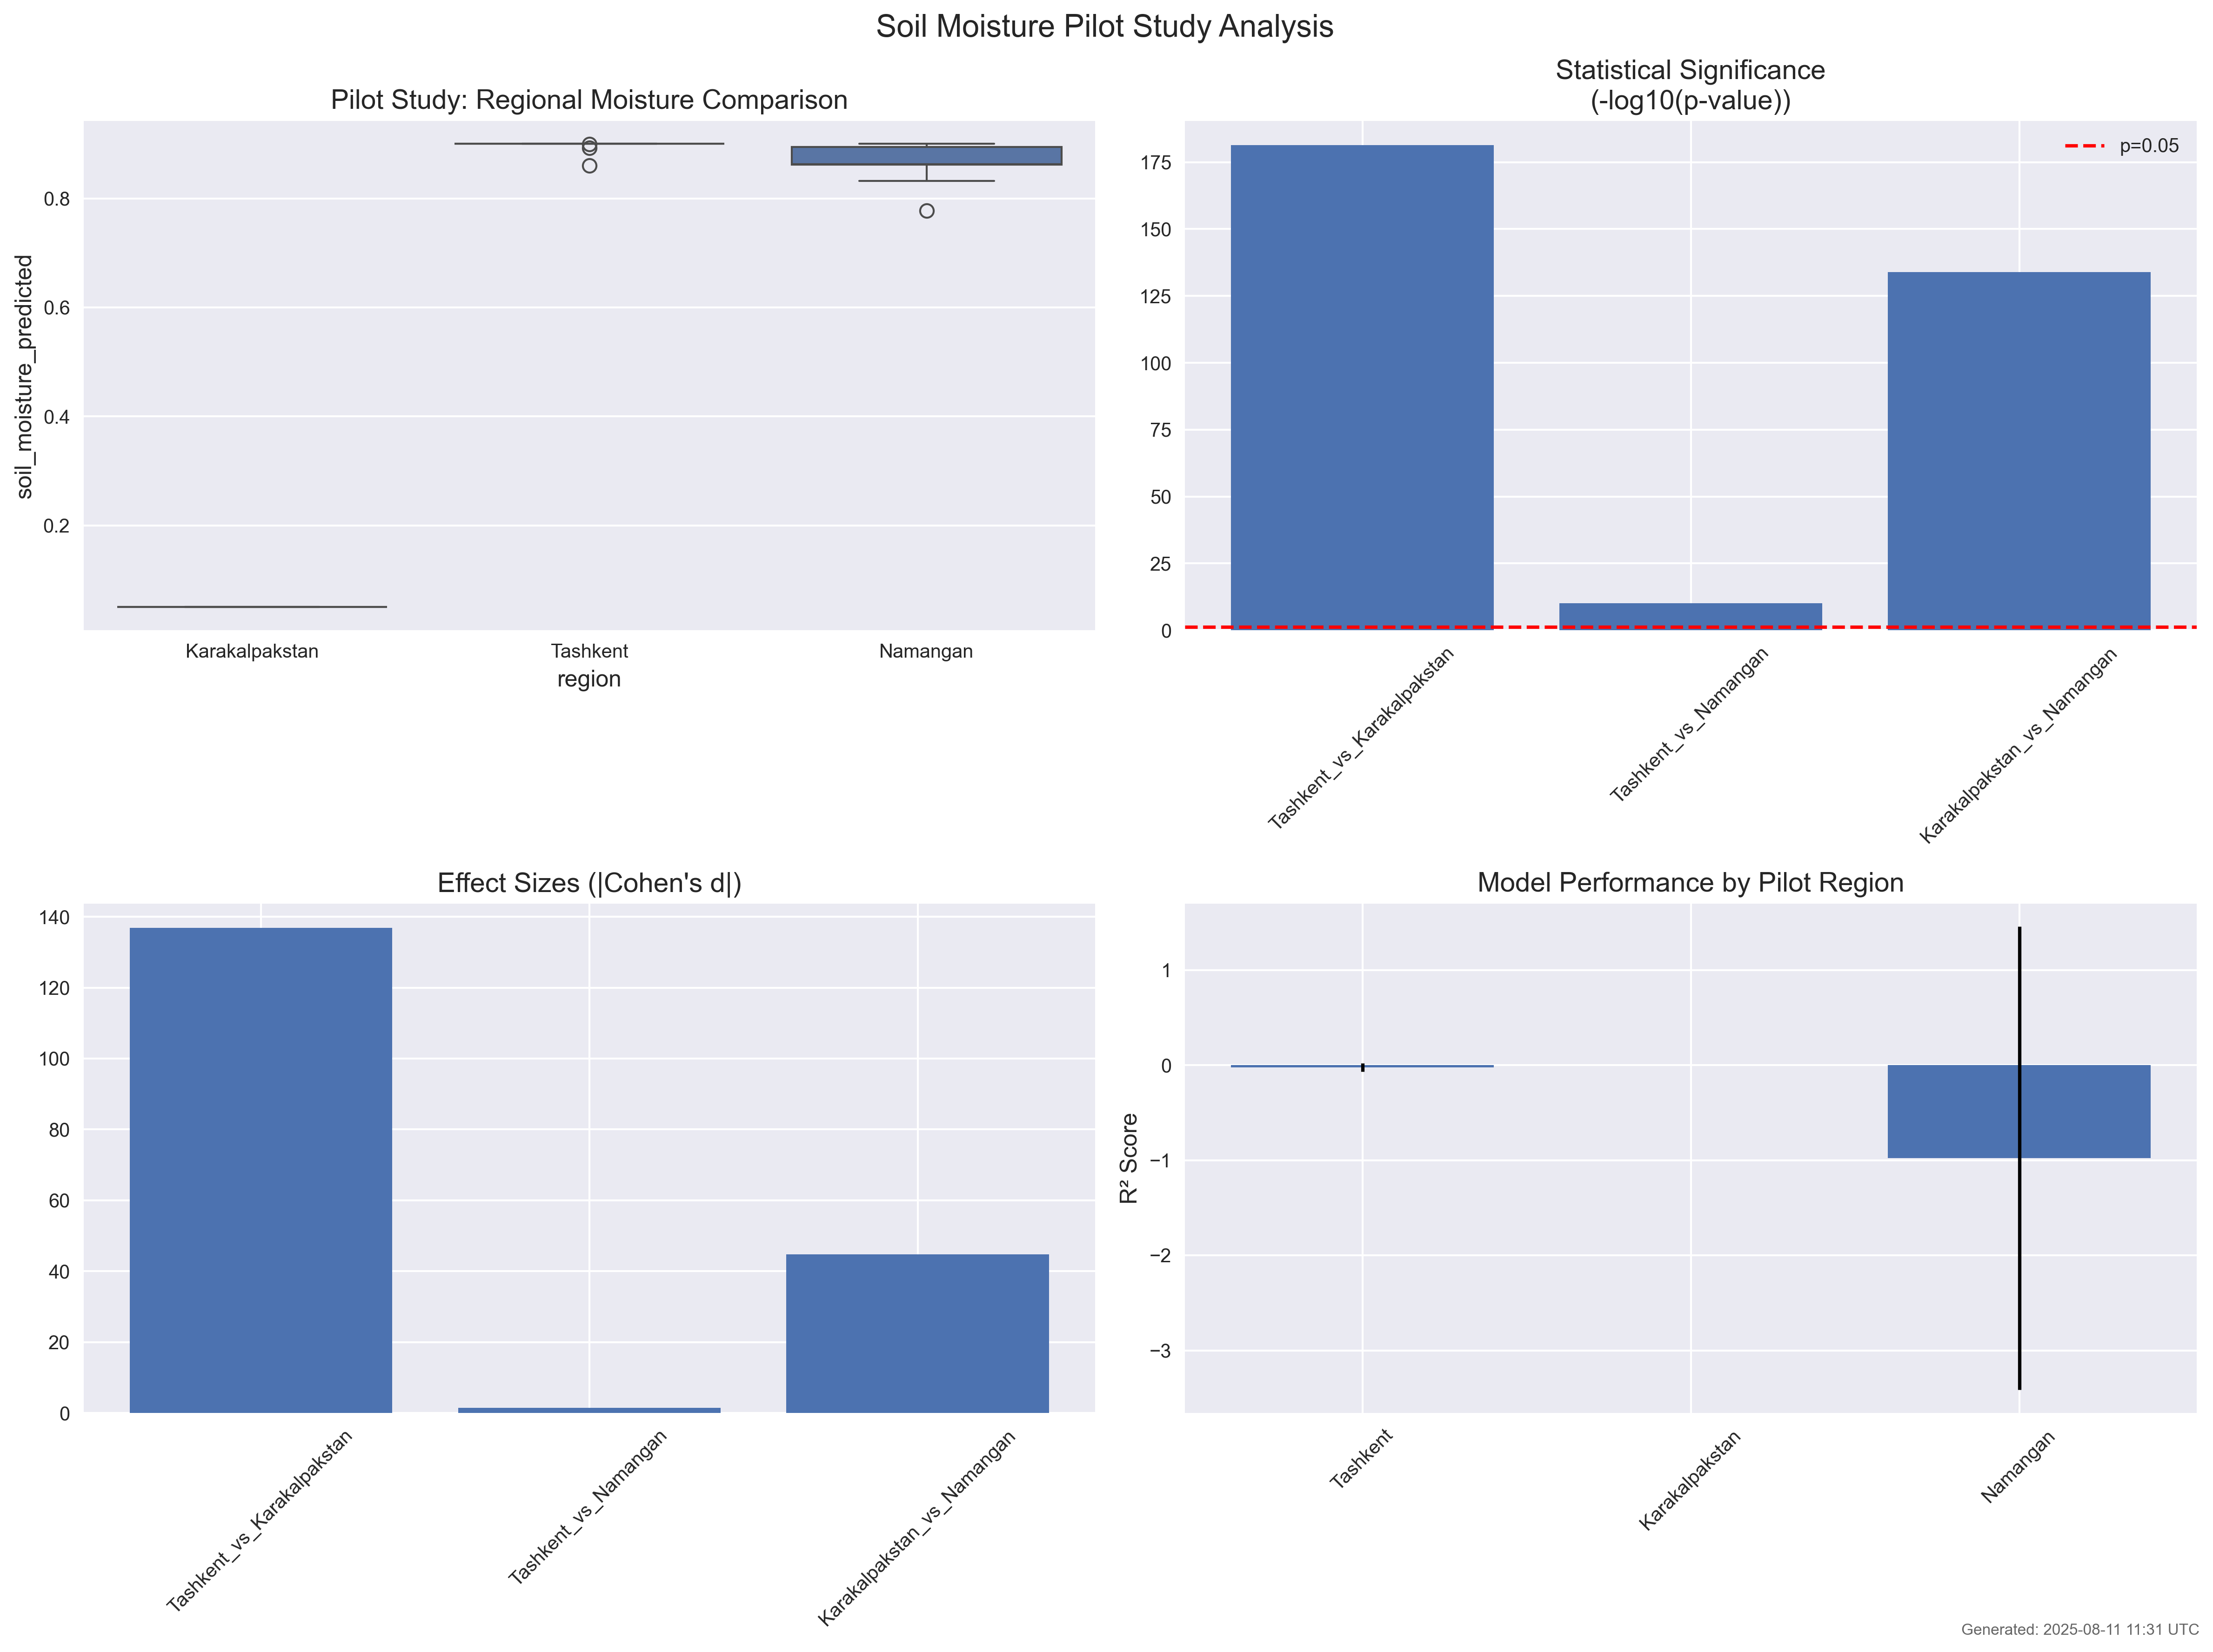 Soil Moisture Pilot Study Analysis
Pilot Study: Regional Moisture Comparison
soil_moisture_predicted
0.8
0.6
0.4
0.2
Karakalpakstan
Tashkent
Namangan
region
Statistical Significance
(-log10(p-value))
p=0.05
175
150
125
100
75
50
25
0
Tashkent_vs_Karakalpakstan
Tashkent_vs_Namangan
Karakalpakstan_vs_Namangan
Effect Sizes (|Cohen's d|)
140
120
100
80
60
40
20
0
Tashkent_vs_Karakalpakstan
Tashkent_vs_Namangan
Karakalpakstan_vs_Namangan
Model Performance by Pilot Region
R² Score
1
0
−1
−2
−3
Tashkent
Karakalpakstan
Namangan
Generated: 2025-08-11 11:31 UTC